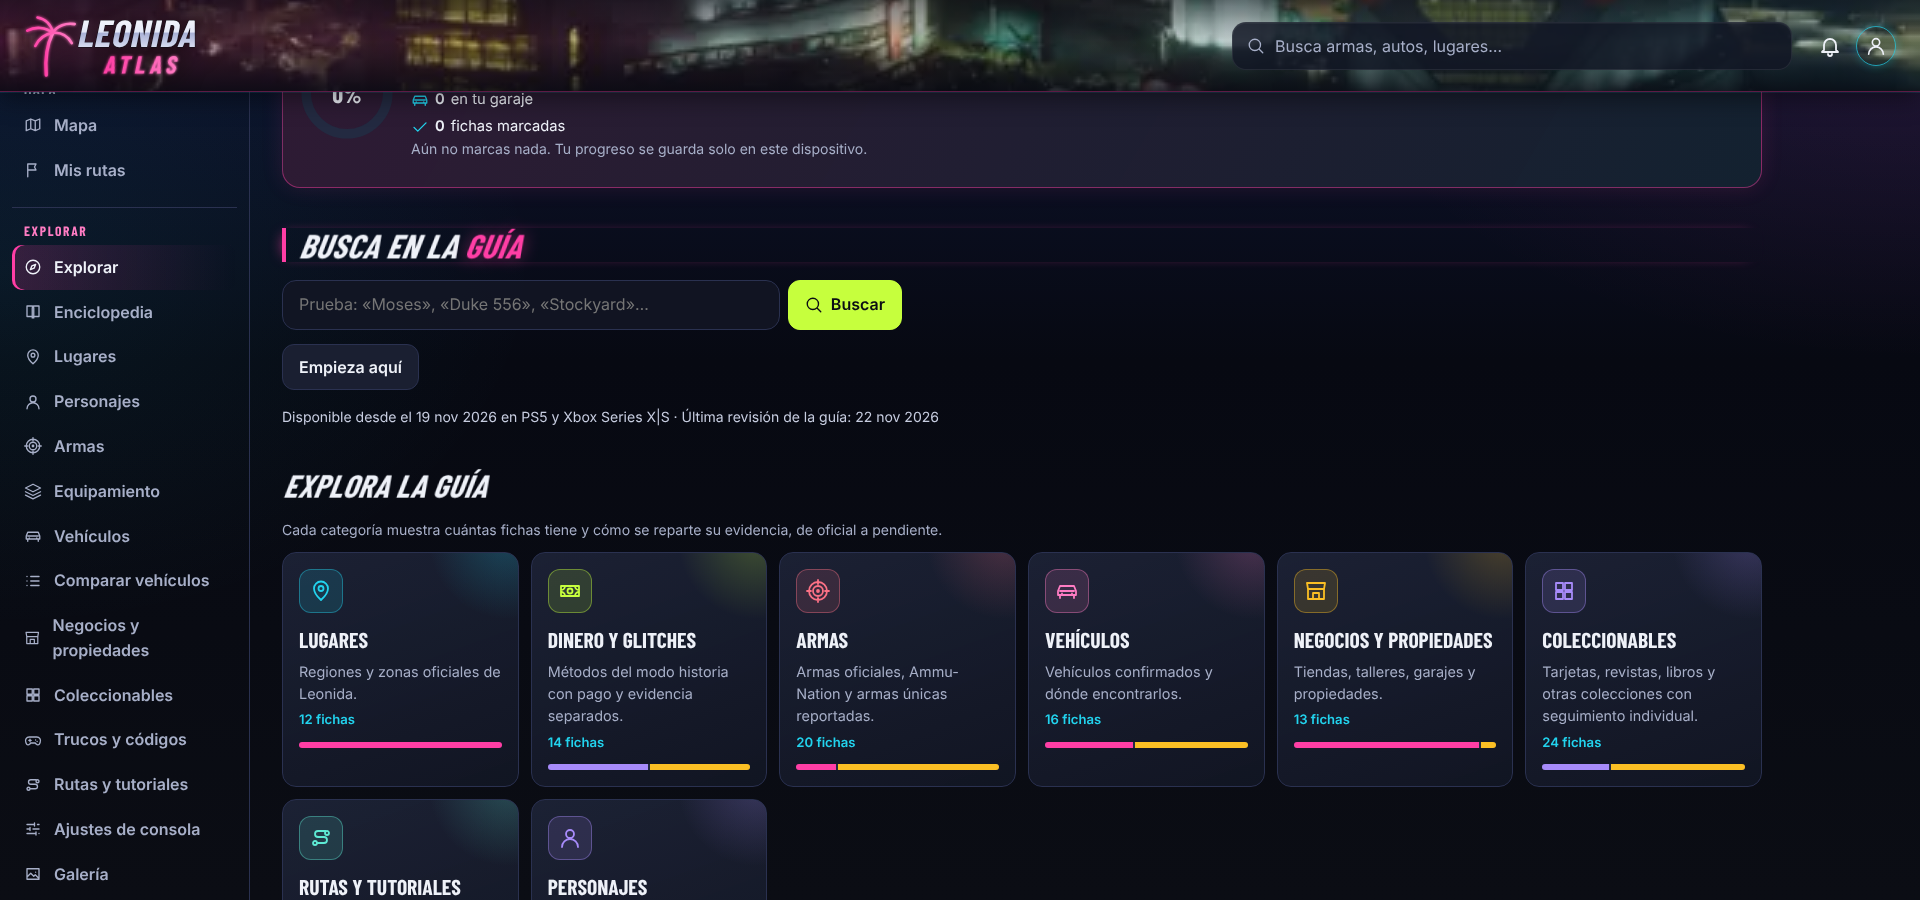 LEONIDA
ATLAS
Busca armas, autos, lugares...
Mapa
Mis rutas
EXPLORAR
Explorar
Enciclopedia
Lugares
Personajes
Armas
Equipamiento
Vehículos
Comparar vehículos
Negocios y
propiedades
Coleccionables
Trucos y códigos
Rutas y tutoriales
Ajustes de consola
Galería
0%
0 en tu garaje
0 fichas marcadas
Aún no marcas nada. Tu progreso se guarda solo en este dispositivo.
BUSCA EN LA GUÍA
Prueba: «Moses», «Duke 556», «Stockyard»...
Buscar
Empieza aquí
Disponible desde el 19 nov 2026 en PS5 y Xbox Series X|S · Última revisión de la guía: 22 nov 2026
EXPLORA LA GUÍA
Cada categoría muestra cuántas fichas tiene y cómo se reparte su evidencia, de oficial a pendiente.
LUGARES
Regiones y zonas oficiales de
Leonida.
12 fichas
DINERO Y GLITCHES
Métodos del modo historia
con pago y evidencia
separados.
14 fichas
ARMAS
Armas oficiales, Ammu-
Nation y armas únicas
reportadas.
20 fichas
VEHÍCULOS
Vehículos confirmados y
dónde encontrarlos.
16 fichas
NEGOCIOS Y PROPIEDADES
Tiendas, talleres, garajes y
propiedades.
13 fichas
COLECCIONABLES
Tarjetas, revistas, libros y
otras colecciones con
seguimiento individual.
24 fichas
RUTAS Y TUTORIALES
PERSONAJES